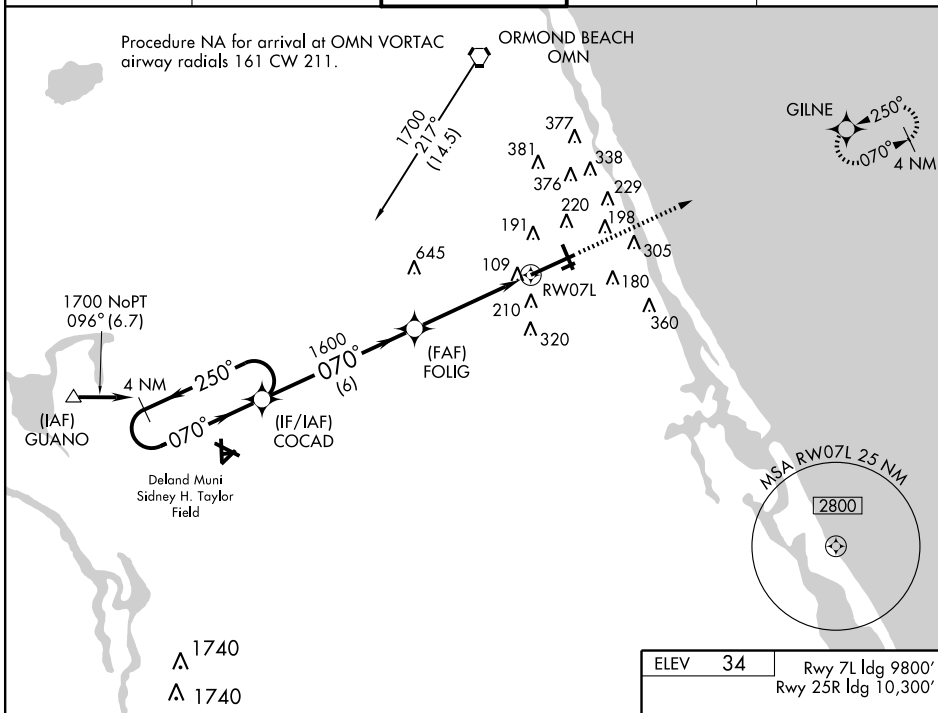 Procedure NA for arrival at OMN VORTAC
airway radials 161 CW 211.
ORMOND BEACH
OMN
1700
217°
(14.5)
GILNE
250°
070°
4 NM
377
381
338
376
229
220
198
191
305
645
109
RW07L
180
210
360
320
1700 NoPT
096° (6.7)
1600
070°
(6)
(FAF)
FOLIG
4 NM
250°
070°
(IF/IAF)
COCAD
(IAF)
GUANO
Deland Muni
Sidney H. Taylor
Field
MSA RW07L 25 NM
2800
1740
1740
ELEV 34
Rwy 7L ldg 9800'
Rwy 25R ldg 10,300'